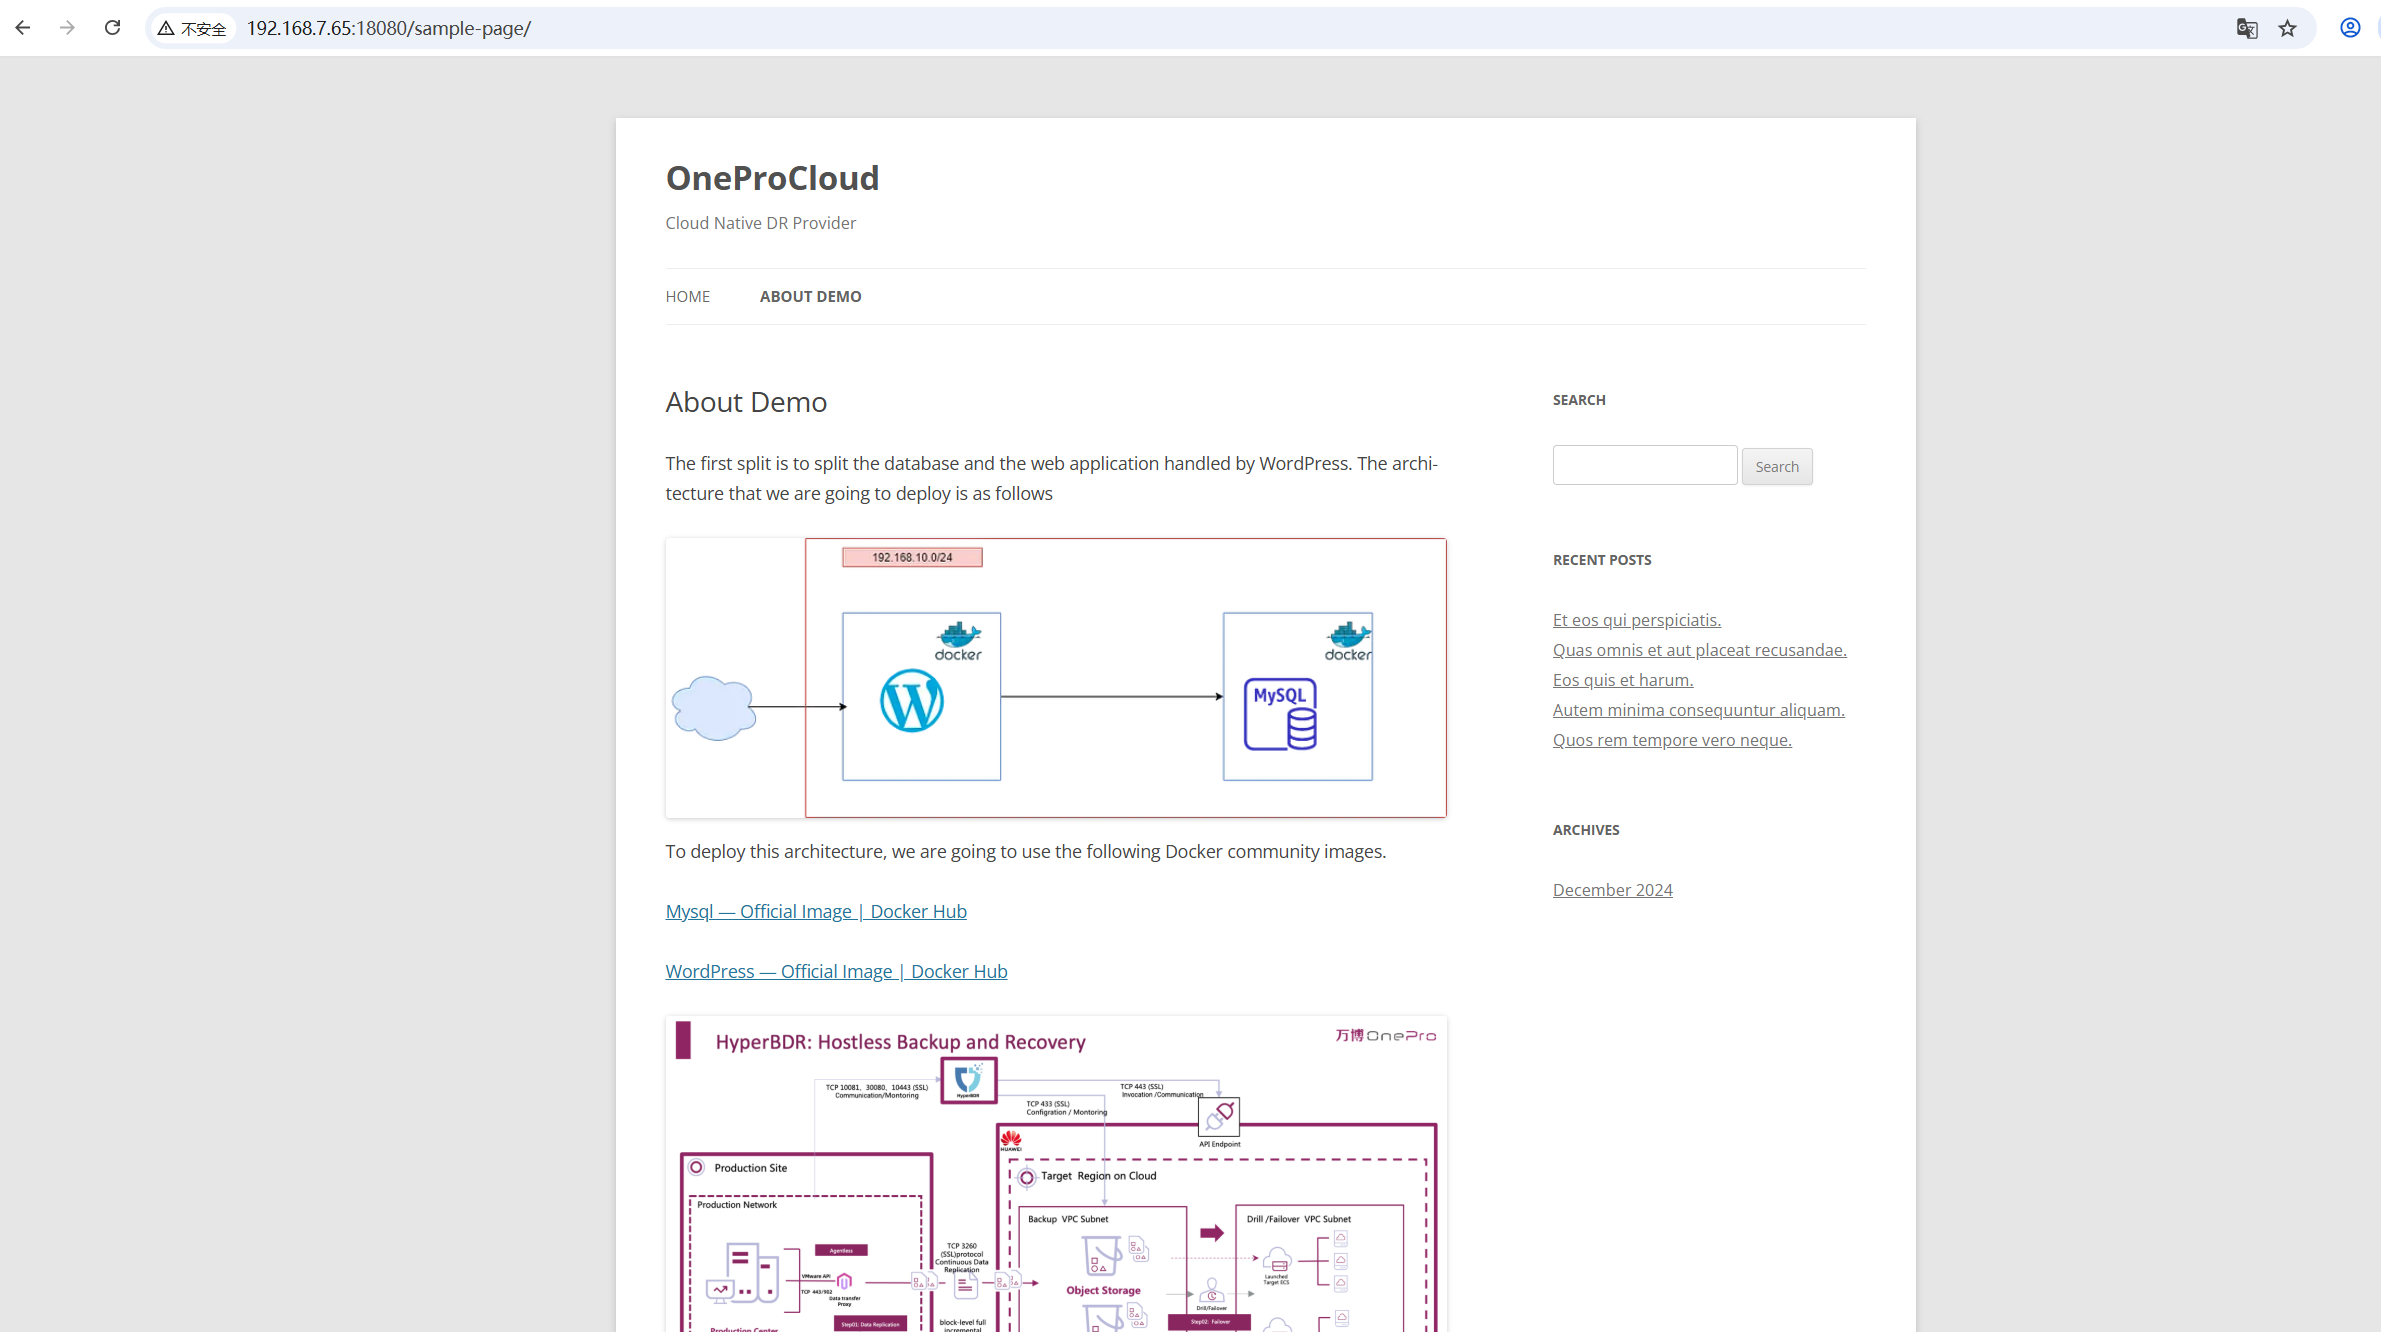 不安全
192.168.7.65:18080/sample-page/
OneProCloud
Cloud Native DR Provider
HOME
ABOUT DEMO
About Demo
The first split is to split the database and the web application handled by WordPress. The archi-
tecture that we are going to deploy is as follows
192.168.10.0/24
docker
docker
MySQL
To deploy this architecture, we are going to use the following Docker community images.
Mysql — Official Image | Docker Hub
WordPress — Official Image | Docker Hub
HyperBDR: Hostless Backup and Recovery
万博OnePro
TCP 10081, 30080, 10443 (SSL)
Communication/Montoring
HyperBDR
TCP 443 (SSL)
Invocation /Communication
TCP 433 (SSL)
Configration / Montoring
API Endpoint
HUAWEI
Production Site
Target Region on Cloud
Production Network
Backup VPC Subnet
Drill /Failover VPC Subnet
Agentless
VMware API
TCP 443/902
Data transfer
Proxy
TCP 3260
(SSL)protocol
Continuous Data
Replication
Object Storage
Launched
Target ECS
Drill/Failover
Step01: Data Replication
block-level full
incremental
Step02: Failover
Production Center
SEARCH
Search
RECENT POSTS
Et eos qui perspiciatis.
Quas omnis et aut placeat recusandae.
Eos quis et harum.
Autem minima consequuntur aliquam.
Quos rem tempore vero neque.
ARCHIVES
December 2024